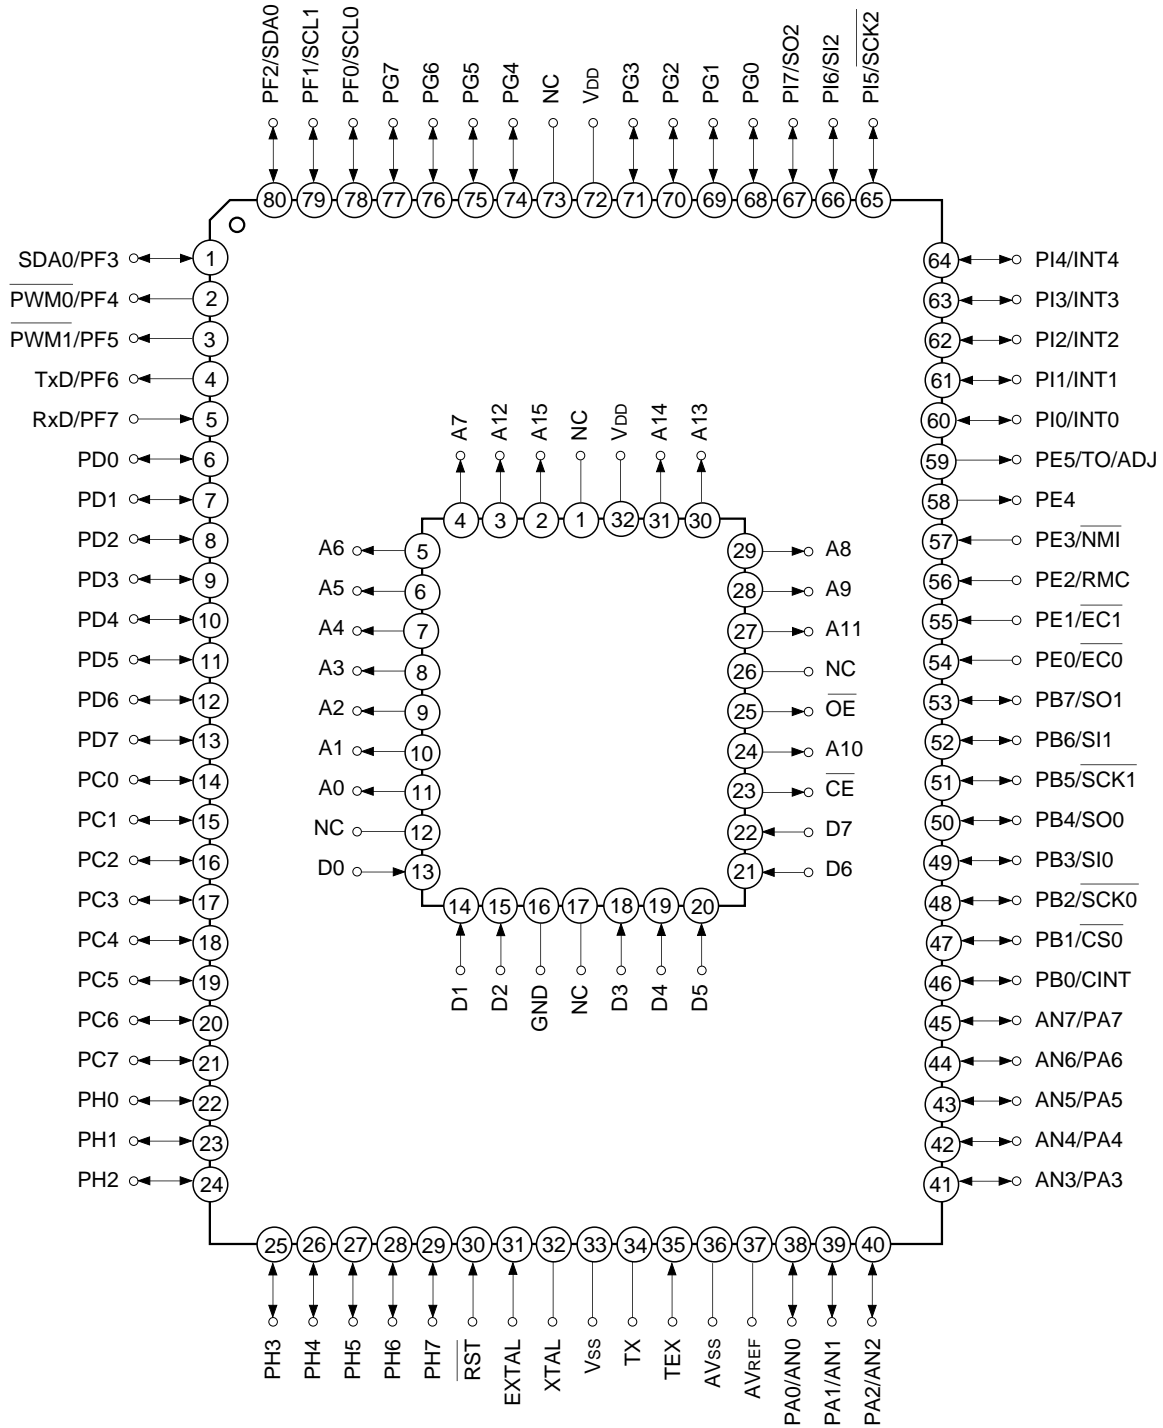 PF2/SDA0
PF1/SCL1
PF0/SCL0
PG7
PG6
PG5
PG4
NC
VDD
PG3
PG2
PG1
PG0
PI7/SO2
PI6/SI2
PI5/SCK2
80
79
78
77
76
75
74
73
72
71
70
69
68
67
66
65
SDA0/PF3 1
PWM0/PF4 2
PWM1/PF5 3
TxD/PF6 4
RxD/PF7 5
PD0 6
PD1 7
PD2 8
PD3 9
PD4 10
PD5 11
PD6 12
PD7 13
PC0 14
PC1 15
PC2 16
PC3 17
PC4 18
PC5 19
PC6 20
PC7 21
PH0 22
PH1 23
PH2 24
A7
A12
A15
NC
VDD
A14
A13
4
3
2
1
32
31
30
A6 5
A5 6
A4 7
A3 8
A2 9
A1 10
A0 11
NC 12
D0 13
29 A8
28 A9
27 A11
26 NC
25 OE
24 A10
23 CE
22 D7
21 D6
14
15
16
17
18
19
20
D1
D2
GND
NC
D3
D4
D5
64 PI4/INT4
63 PI3/INT3
62 PI2/INT2
61 PI1/INT1
60 PI0/INT0
59 PE5/TO/ADJ
58 PE4
57 PE3/NMI
56 PE2/RMC
55 PE1/EC1
54 PE0/EC0
53 PB7/SO1
52 PB6/SI1
51 PB5/SCK1
50 PB4/SO0
49 PB3/SI0
48 PB2/SCK0
47 PB1/CS0
46 PB0/CINT
45 AN7/PA7
44 AN6/PA6
43 AN5/PA5
42 AN4/PA4
41 AN3/PA3
25
26
27
28
29
30
31
32
33
34
35
36
37
38
39
40
PH3
PH4
PH5
PH6
PH7
RST
EXTAL
XTAL
VSS
TX
TEX
AVSS
AVREF
PA0/AN0
PA1/AN1
PA2/AN2